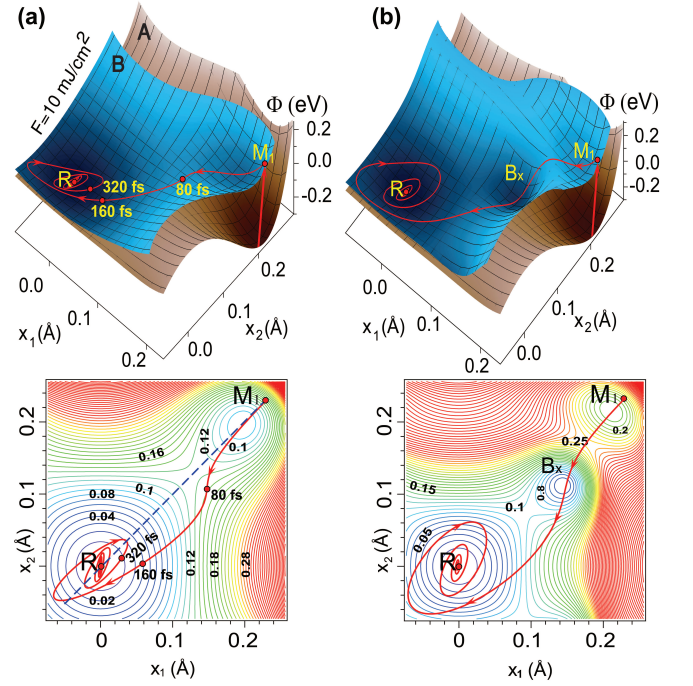 (a)
A
B
F=10 mJ/cm²
Φ (eV)
0.2
0.0
-0.2
M₁
R
320 fs
160 fs
80 fs
0.0
0.1
0.2
x₁(Å)
0.2
0.1
0.0
x₂(Å)
(b)
Φ (eV)
0.2
0.0
-0.2
M₁
Bₓ
R
0.0
0.1
0.2
x₁(Å)
0.2
0.1
0.0
x₂(Å)
M₁
0.2
0.1
0
x₂ (Å)
0.16
0.12
0.1
0.08
0.1
0.04
80 fs
R
320 fs
160 fs
0.12
0.18
0.28
0.02
0
0.1
0.2
x₁ (Å)
M₁
0.2
0.1
0
x₂ (Å)
0.2
0.25
Bₓ
0.15
0.8
0.1
0.05
R
0
0.1
0.2
x₁ (Å)